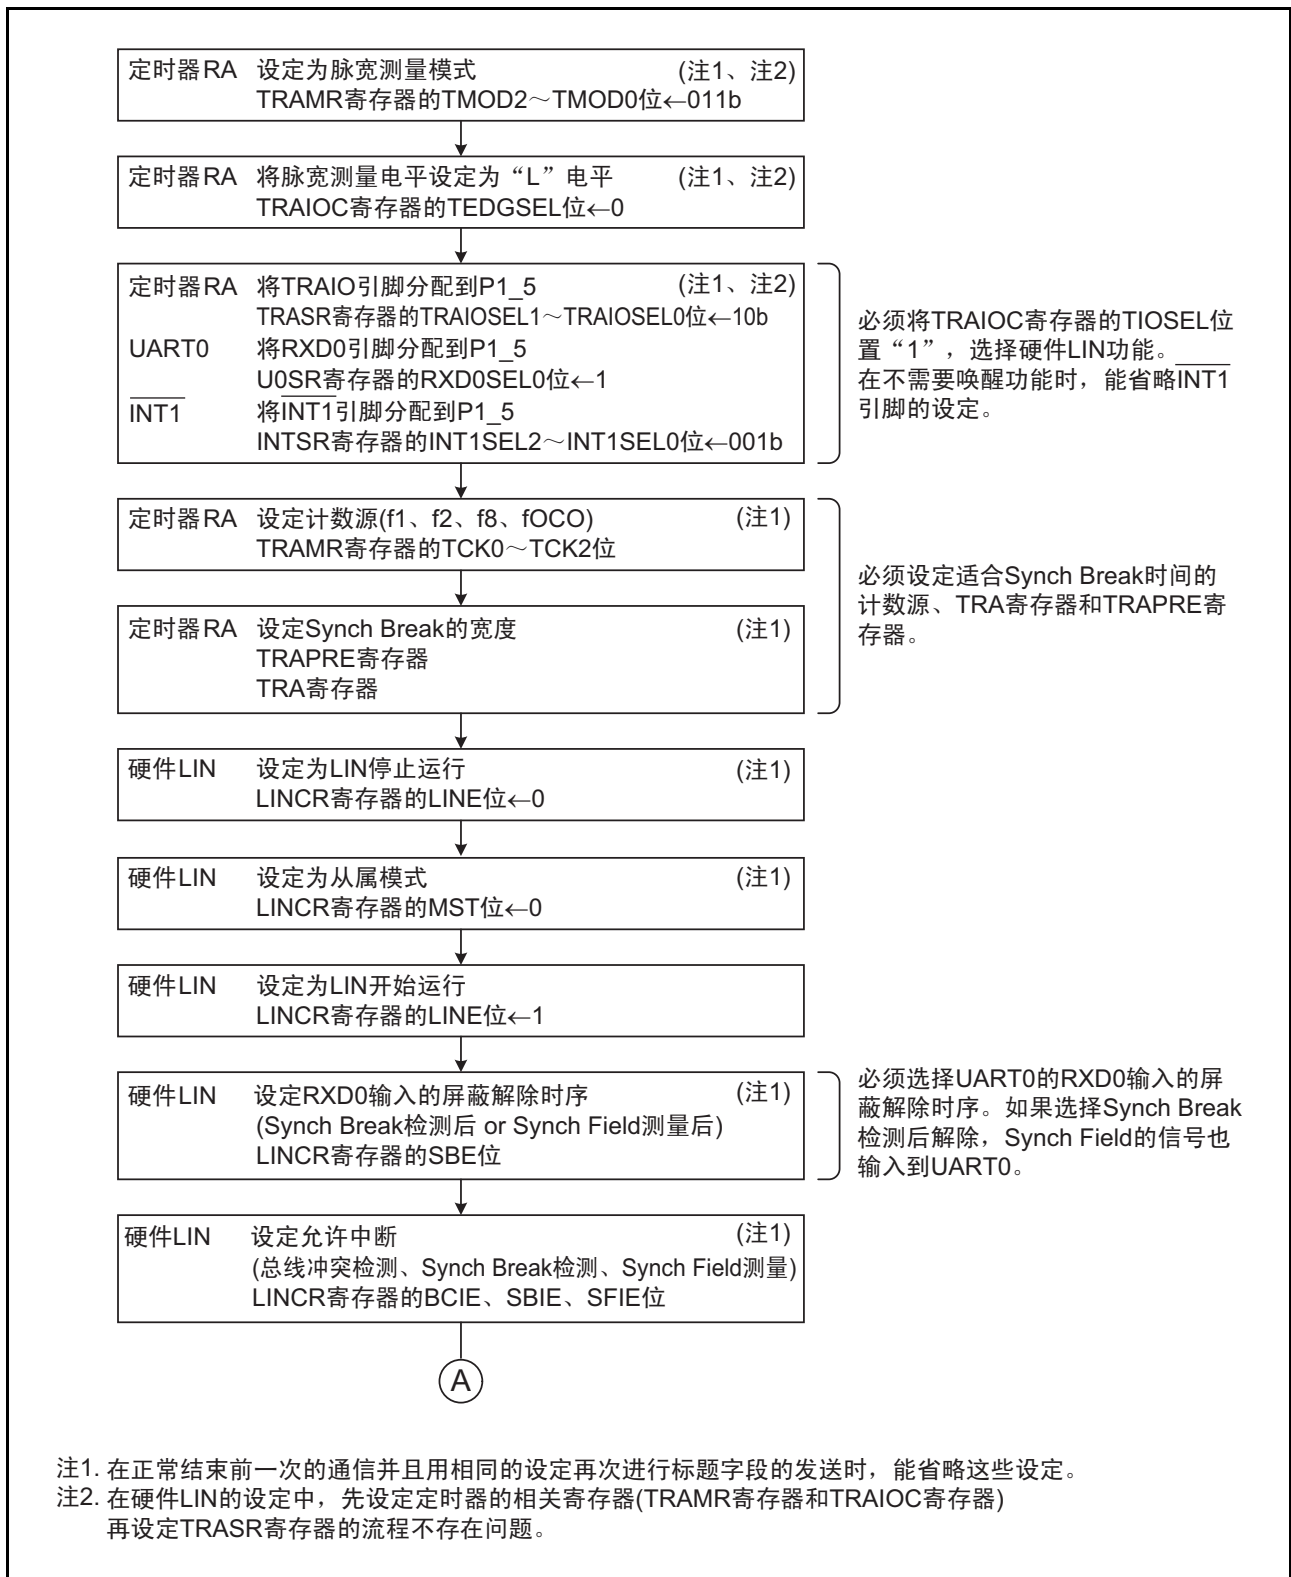 定时器RA 设定为脉宽测量模式 (注1、注2)
TRAMR寄存器的TMOD2～TMOD0位←011b
定时器RA 将脉宽测量电平设定为“L”电平 (注1、注2)
TRAIOC寄存器的TEDGSEL位←0
定时器RA 将TRAIO引脚分配到P1_5 (注1、注2)
TRASR寄存器的TRAIOSEL1～TRAIOSEL0位←10b
UART0 将RXD0引脚分配到P1_5
U0SR寄存器的RXD0SEL0位←1
INT1 将INT1引脚分配到P1_5
INTSR寄存器的INT1SEL2～INT1SEL0位←001b
必须将TRAIOC寄存器的TIOSEL位
置“1”，选择硬件LIN功能。
在不需要唤醒功能时，能省略INT1
引脚的设定。
定时器RA 设定计数源(f1、f2、f8、fOCO) (注1)
TRAMR寄存器的TCK0～TCK2位
定时器RA 设定Synch Break的宽度 (注1)
TRAPRE寄存器
TRA寄存器
必须设定适合Synch Break时间的
计数源、TRA寄存器和TRAPRE寄
存器。
硬件LIN 设定为LIN停止运行 (注1)
LINCR寄存器的LINE位←0
硬件LIN 设定为从属模式 (注1)
LINCR寄存器的MST位←0
硬件LIN 设定为LIN开始运行
LINCR寄存器的LINE位←1
硬件LIN 设定RXD0输入的屏蔽解除时序 (注1)
(Synch Break检测后 or Synch Field测量后)
LINCR寄存器的SBE位
必须选择UART0的RXD0输入的屏
蔽解除时序。如果选择Synch Break
检测后解除，Synch Field的信号也
输入到UART0。
硬件LIN 设定允许中断 (注1)
(总线冲突检测、Synch Break检测、Synch Field测量)
LINCR寄存器的BCIE、SBIE、SFIE位
A
注1. 在正常结束前一次的通信并且用相同的设定再次进行标题字段的发送时，能省略这些设定。
注2. 在硬件LIN的设定中，先设定定时器的相关寄存器(TRAMR寄存器和TRAIOC寄存器)
再设定TRASR寄存器的流程不存在问题。